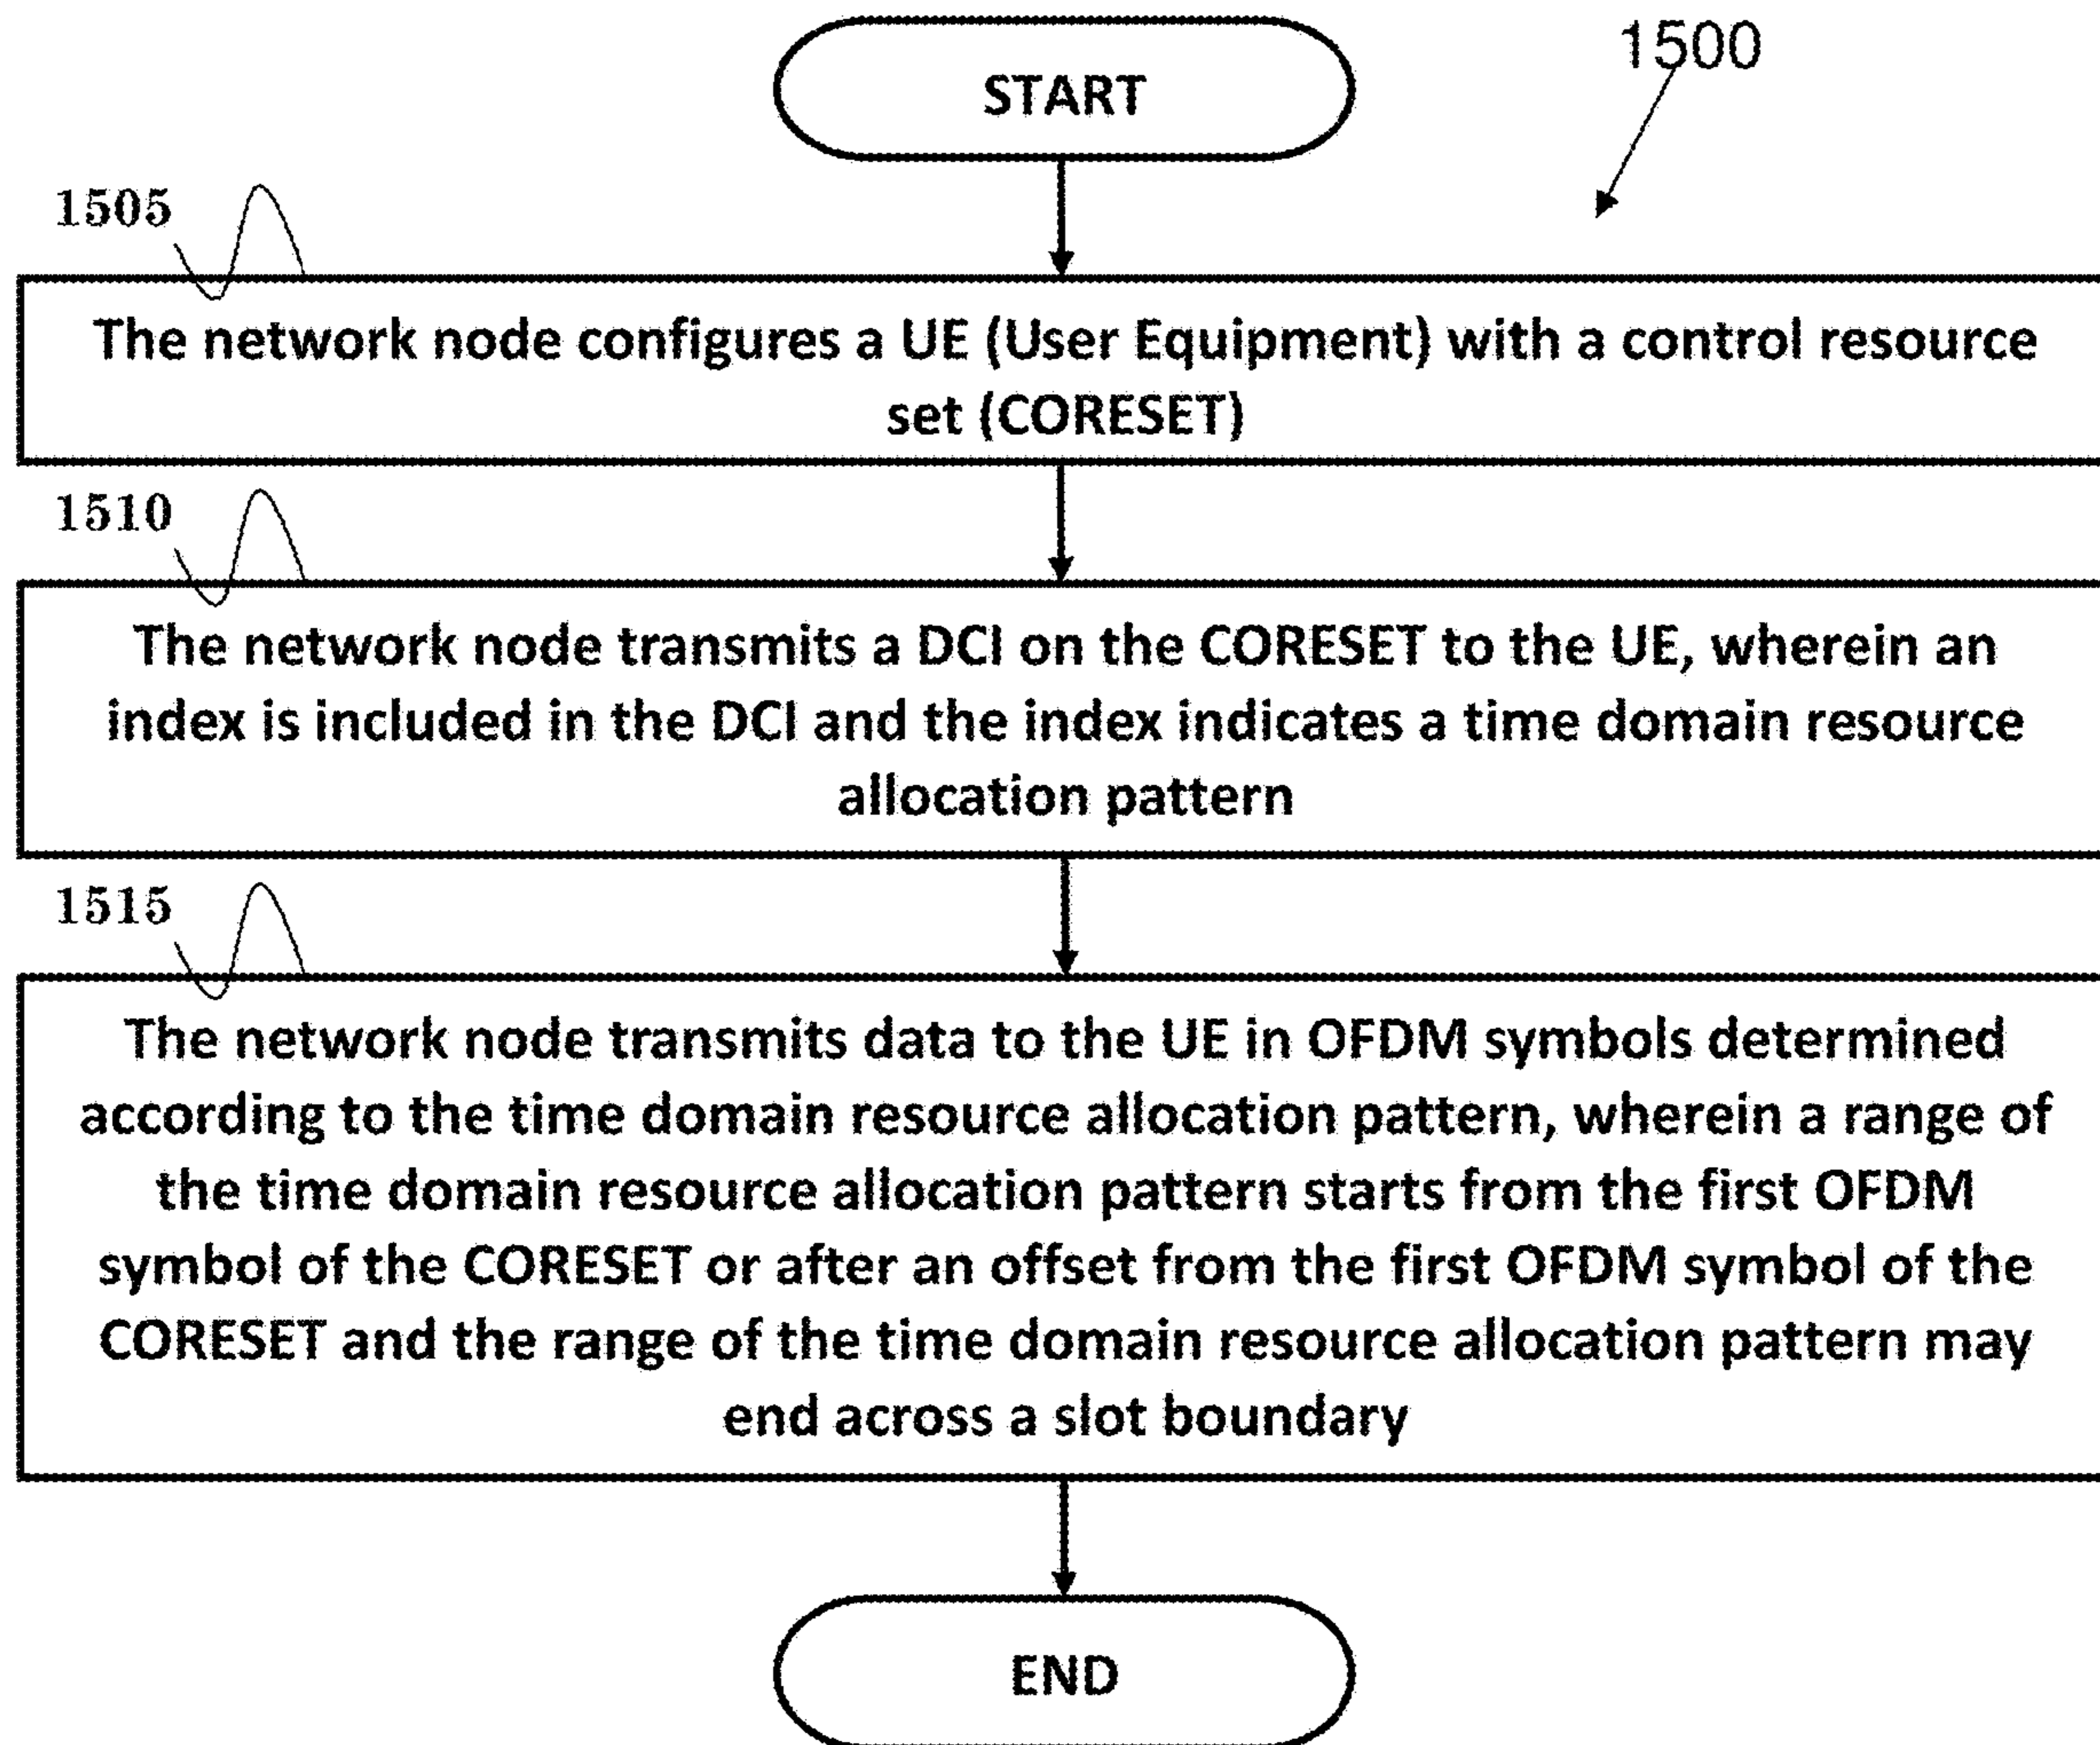 START
1500
1505
The network node configures a UE (User Equipment) with a control resource
set (CORESET)
1510
The network node transmits a DCI on the CORESET to the UE, wherein an
index is included in the DCI and the index indicates a time domain resource
allocation pattern
1515
The network node transmits data to the UE in OFDM symbols determined
according to the time domain resource allocation pattern, wherein a range of
the time domain resource allocation pattern starts from the first OFDM
symbol of the CORESET or after an offset from the first OFDM symbol of the
CORESET and the range of the time domain resource allocation pattern may
end across a slot boundary
END